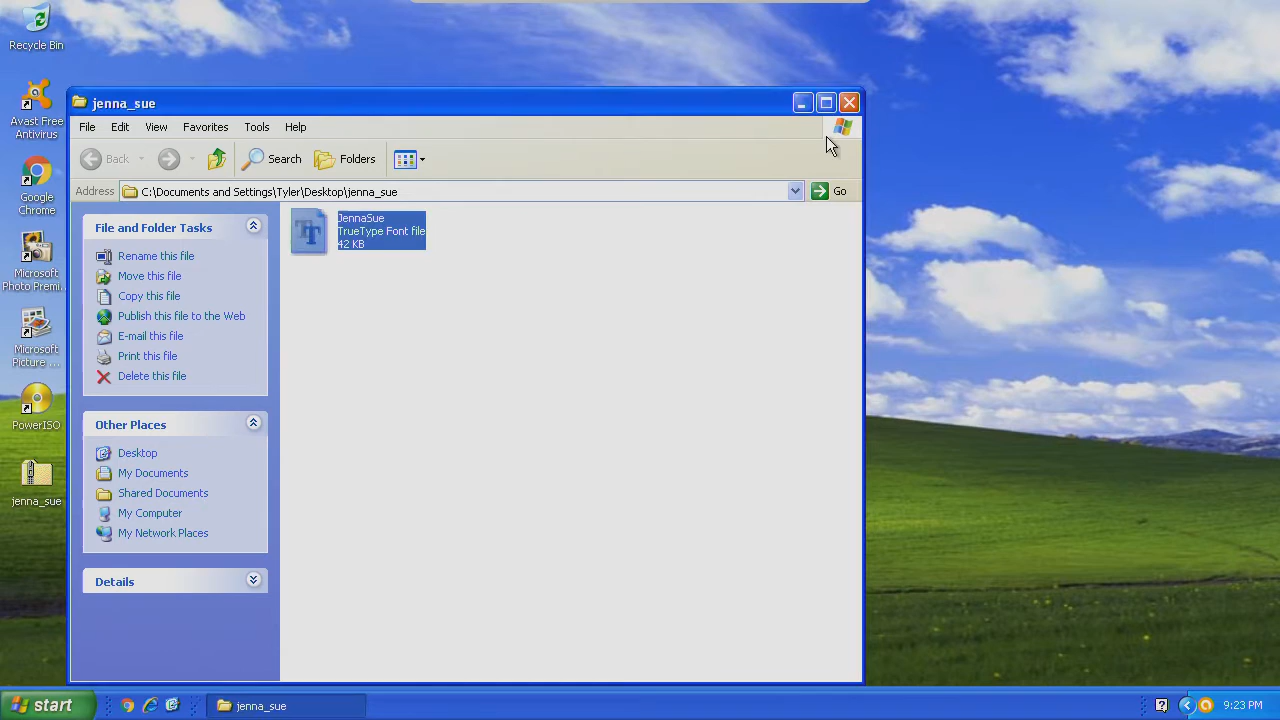 Recycle Bin
Avast Free
Antivirus
Google
Chrome
Microsoft
Photo Premi...
Microsoft
Picture ...
PowerISO
jenna_sue
jenna_sue
File Edit View Favorites Tools Help
Back Search Folders
Address C:\Documents and Settings\Tyler\Desktop\jenna_sue Go
File and Folder Tasks
Rename this file
Move this file
Copy this file
Publish this file to the Web
E-mail this file
Print this file
Delete this file
Other Places
Desktop
My Documents
Shared Documents
My Computer
My Network Places
Details
JennaSue
TrueType Font file
42 KB
start jenna_sue 9:23 PM